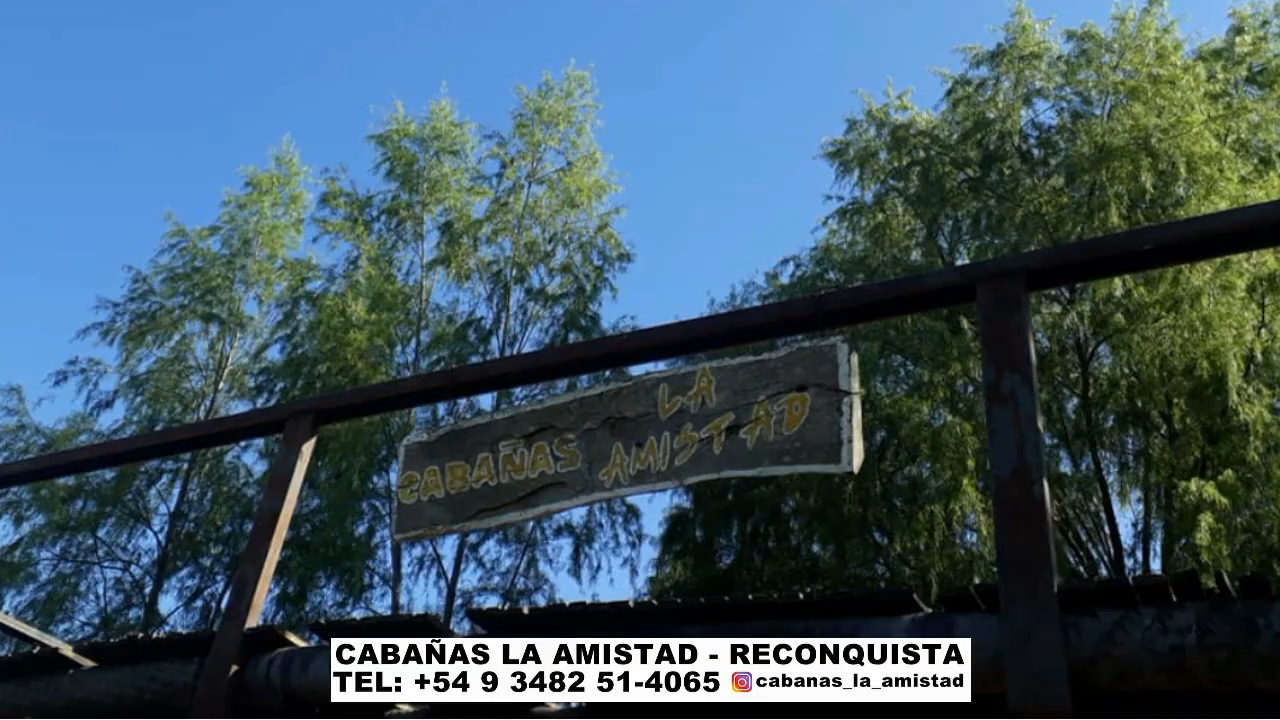 LA
CABAÑAS AMISTAD
CABAÑAS LA AMISTAD - RECONQUISTA
TEL: +54 9 3482 51-4065 cabanas_la_amistad